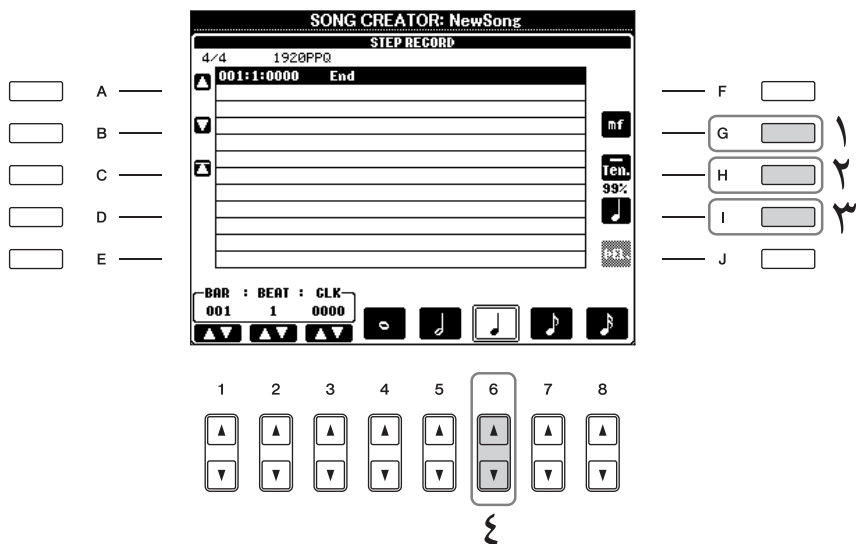 SONG CREATOR: NewSong
STEP RECORD
4/4 1920PPQ
001:1:0000 End
A
B
C
D
E
F
G ١
H ٢
I ٣
J
mf
Ten.
99%
DEL.
BAR : BEAT : CLK
001 1 0000
1 2 3 4 5 6 7 8
٤